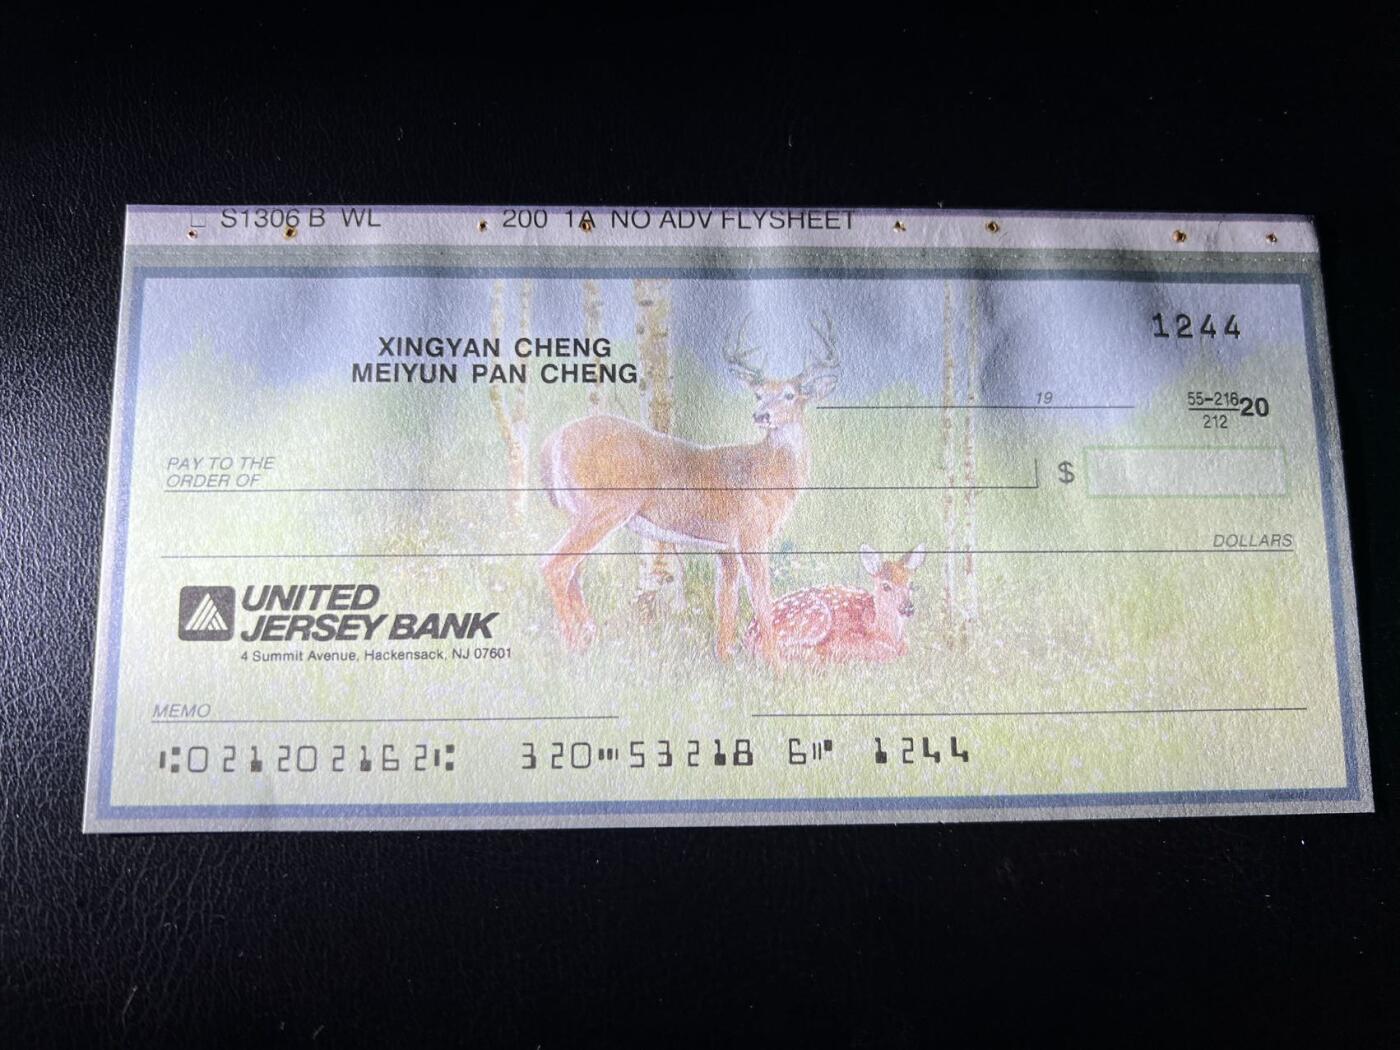 S1306 B WL 200 1A NO ADV FLYSHEET
1244
XINGYAN CHENG
MEIYUN PAN CHENG
19
55-216 20
212
PAY TO THE
ORDER OF
$
DOLLARS
UNITED
JERSEY BANK
4 Summit Avenue, Hackensack, NJ 07601
MEMO
⑆021202162⑆ 320⑉53218 6⑈ 1244